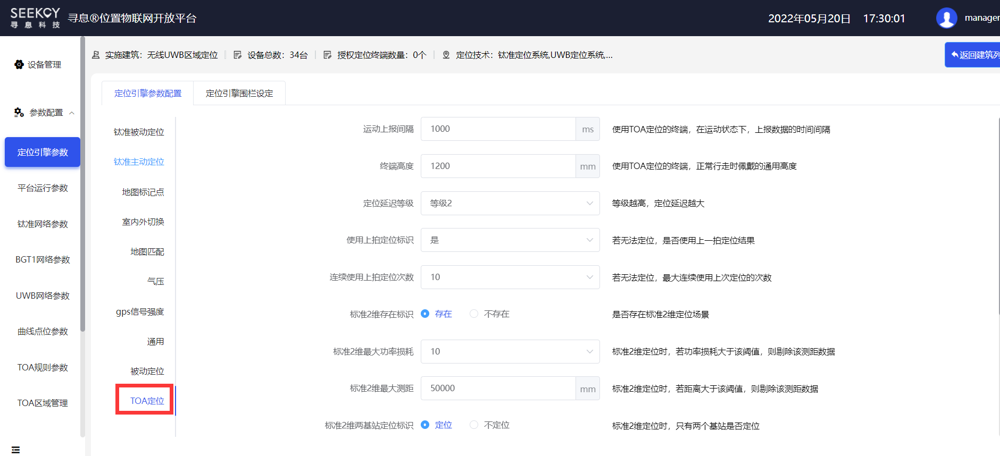 SEEKCY
寻息科技
寻息®位置物联网开放平台
2022年05月20日 17:30:01
manager
实施建筑：无线UWB区域定位
设备总数：34台
授权定位终端数量：0个
定位技术：钛准定位系统,UWB定位系统,...
返回建筑列
设备管理
参数配置
定位引擎参数
平台运行参数
钛准网络参数
BGT1网络参数
UWB网络参数
曲线点位参数
TOA规则参数
TOA区域管理
定位引擎参数配置
定位引擎围栏设定
钛准被动定位
钛准主动定位
地图标记点
室内外切换
地图匹配
气压
gps信号强度
通用
被动定位
TOA定位
运动上报间隔 1000 ms 使用TOA定位的终端，在运动状态下，上报数据的时间间隔
终端高度 1200 mm 使用TOA定位的终端，正常行走时佩戴的通用高度
定位延迟等级 等级2 等级越高，定位延迟越大
使用上拍定位标识 是 若无法定位，是否使用上一拍定位结果
连续使用上拍定位次数 10 若无法定位，最大连续使用上次定位的次数
标准2维存在标识 存在 不存在 是否存在标准2维定位场景
标准2维最大功率损耗 10 标准2维定位时，若功率损耗大于该阈值，则剔除该测距数据
标准2维最大测距 50000 mm 标准2维定位时，若距离大于该阈值，则剔除该测距数据
标准2维两基站定位标识 定位 不定位 标准2维定位时，只有两个基站是否定位